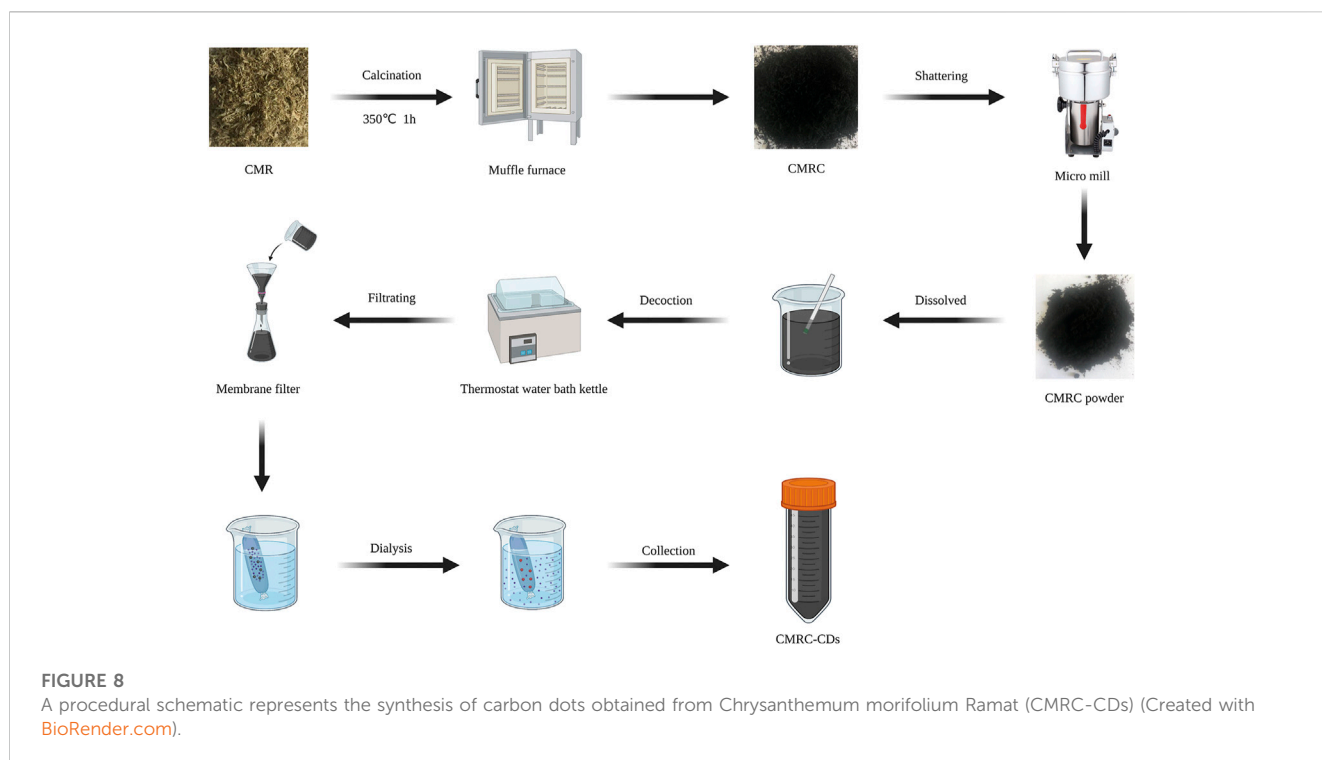 Calcination
350℃ 1h
Shattering
CMR
Muffle furnace
CMRC
Micro mill
Filtrating
Decoction
Dissolved
Membrane filter
Thermostat water bath kettle
CMRC powder
Dialysis
Collection
CMRC-CDs
FIGURE 8
A procedural schematic represents the synthesis of carbon dots obtained from Chrysanthemum morifolium Ramat (CMRC-CDs) (Created with
BioRender.com).